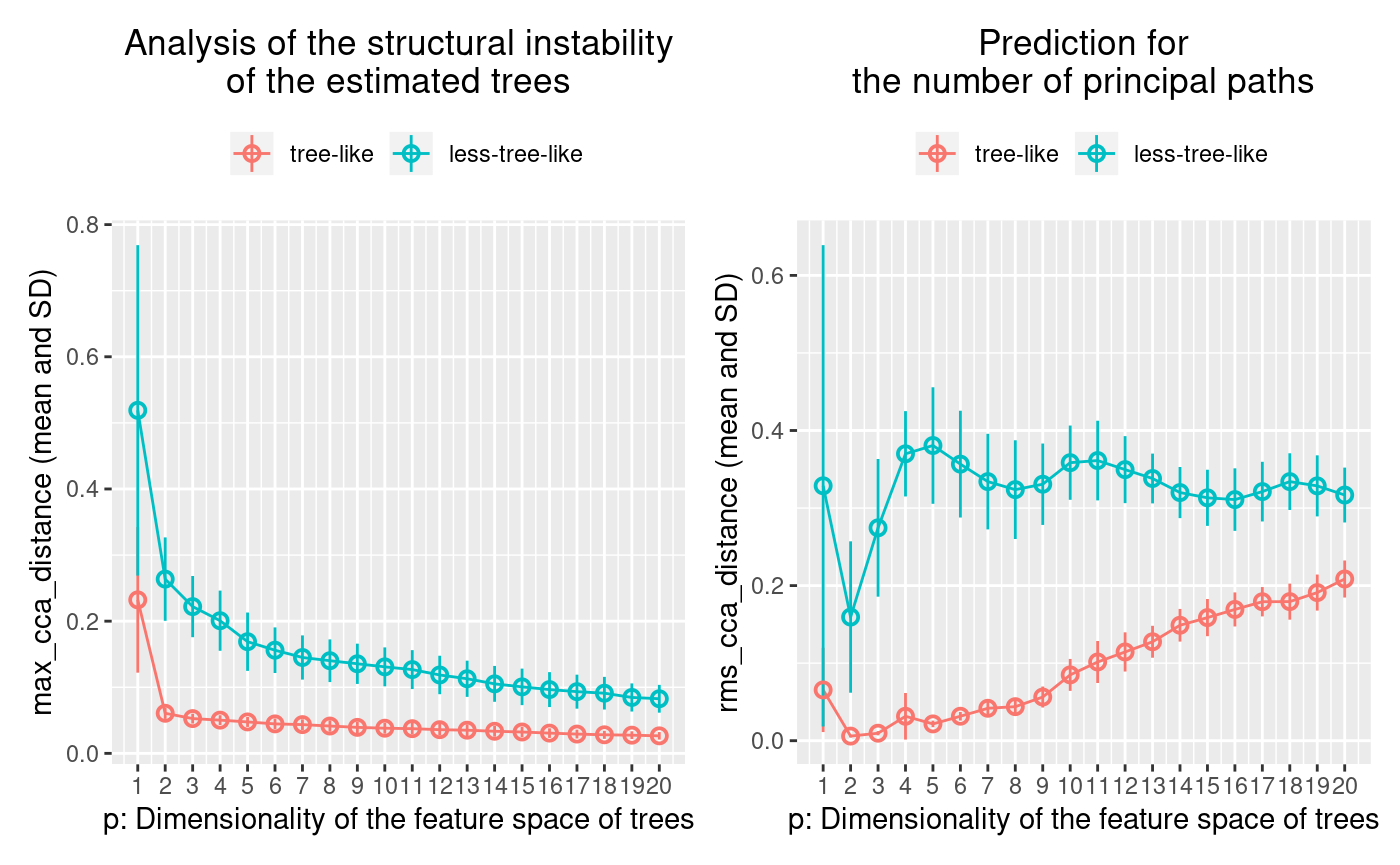 Analysis of the structural instability
of the estimated trees
tree-like less-tree-like
max_cca_distance (mean and SD)
0.8
0.6
0.4
0.2
0.0
1 2 3 4 5 6 7 8 9 10 11 12 13 14 15 16 17 18 19 20
p: Dimensionality of the feature space of trees
Prediction for
the number of principal paths
tree-like less-tree-like
rms_cca_distance (mean and SD)
0.6
0.4
0.2
0.0
1 2 3 4 5 6 7 8 9 10 11 12 13 14 15 16 17 18 19 20
p: Dimensionality of the feature space of trees